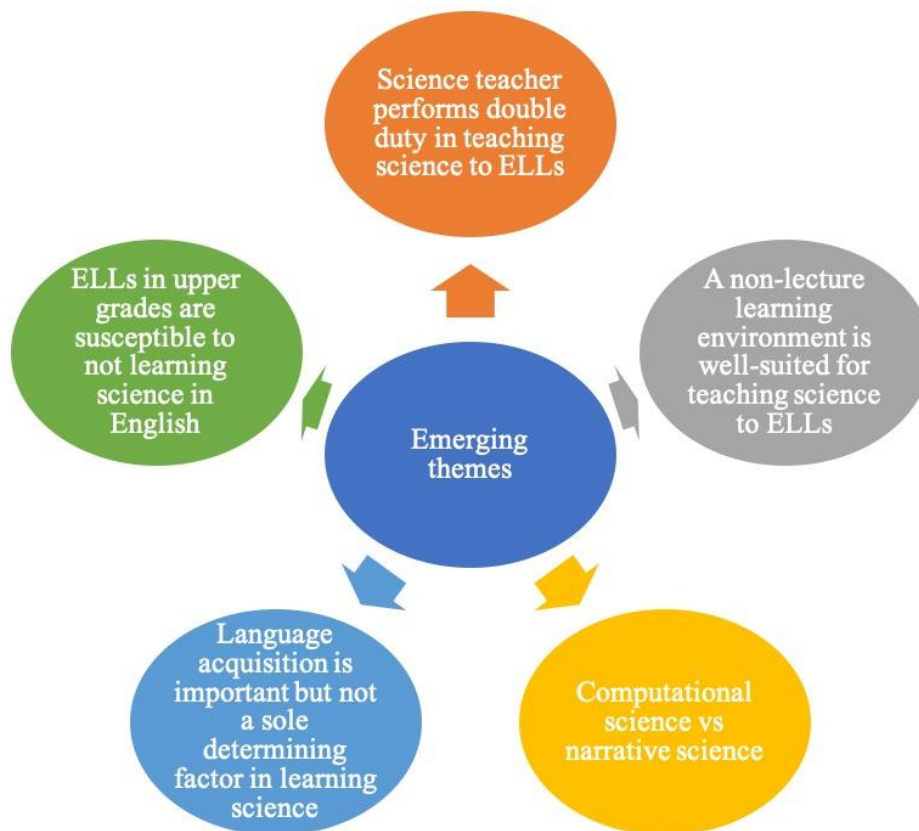 Science teacher
performs double
duty in teaching
science to ELLs
ELLs in upper
grades are
susceptible to
not learning
science in
English
A non-lecture
learning
environment is
well-suited for
teaching science
to ELLs
Emerging
themes
Language
acquisition is
important but not
a sole
determining
factor in learning
science
Computational
science vs
narrative science